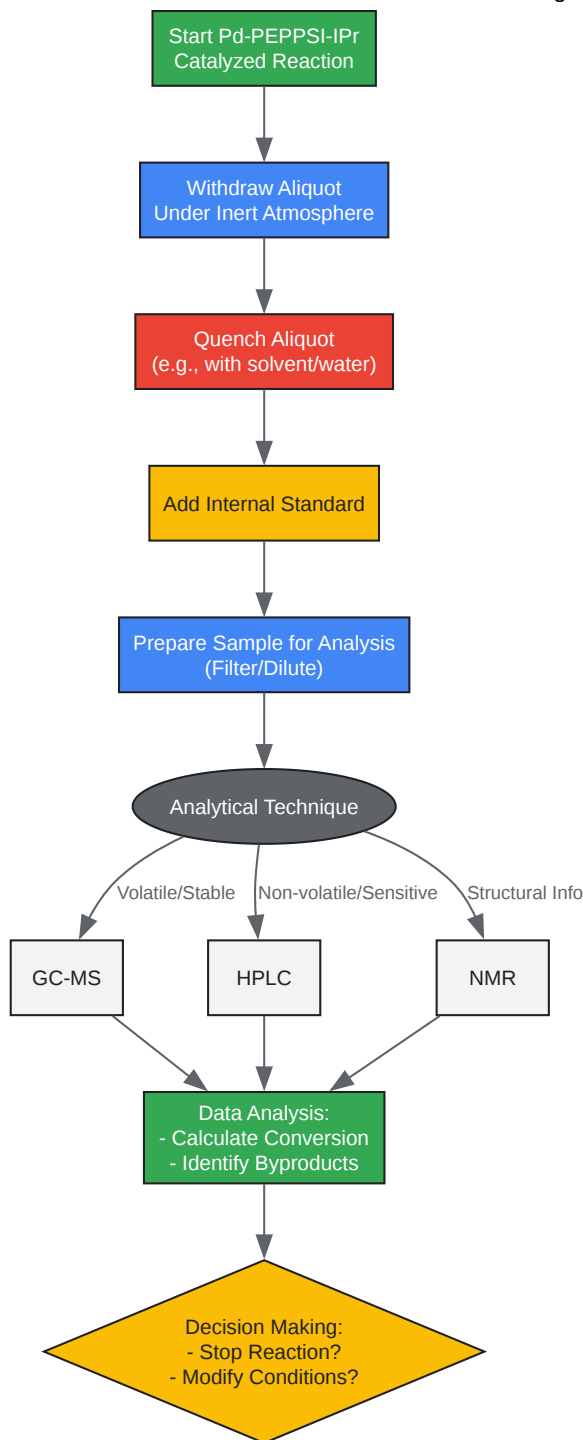 Start Pd-PEPPSI-IPr
Catalyzed Reaction
Withdraw Aliquot
Under Inert Atmosphere
Quench Aliquot
(e.g., with solvent/water)
Add Internal Standard
Prepare Sample for Analysis
(Filter/Dilute)
Analytical Technique
Volatile/Stable
Non-volatile/Sensitive
Structural Info
GC-MS
HPLC
NMR
Data Analysis:
- Calculate Conversion
- Identify Byproducts
Decision Making:
- Stop Reaction?
- Modify Conditions?